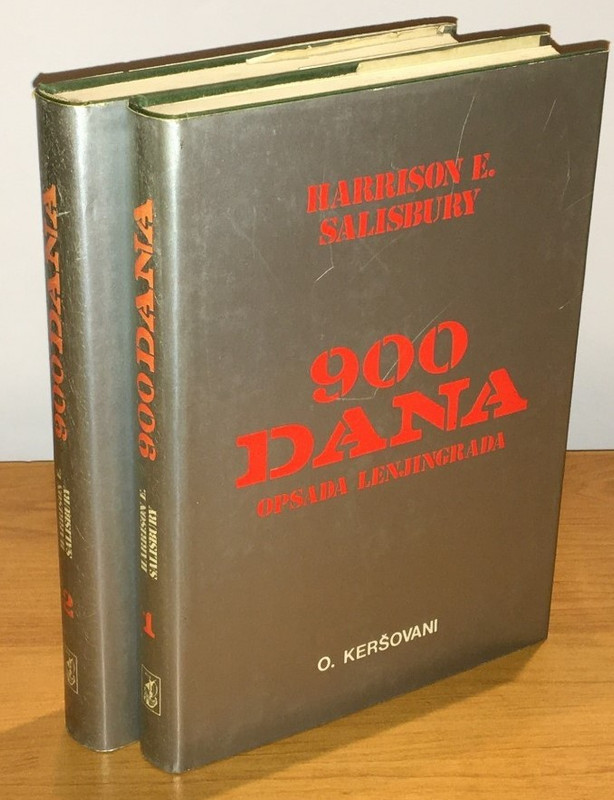 HARRISON E.
SALISBURY
900
DANA
OPSADA LENJINGRADA
O. KERŠOVANI
900 DANA
HARRISON E.
SALISBURY
1
900 DANA
HARRISON E.
SALISBURY
2